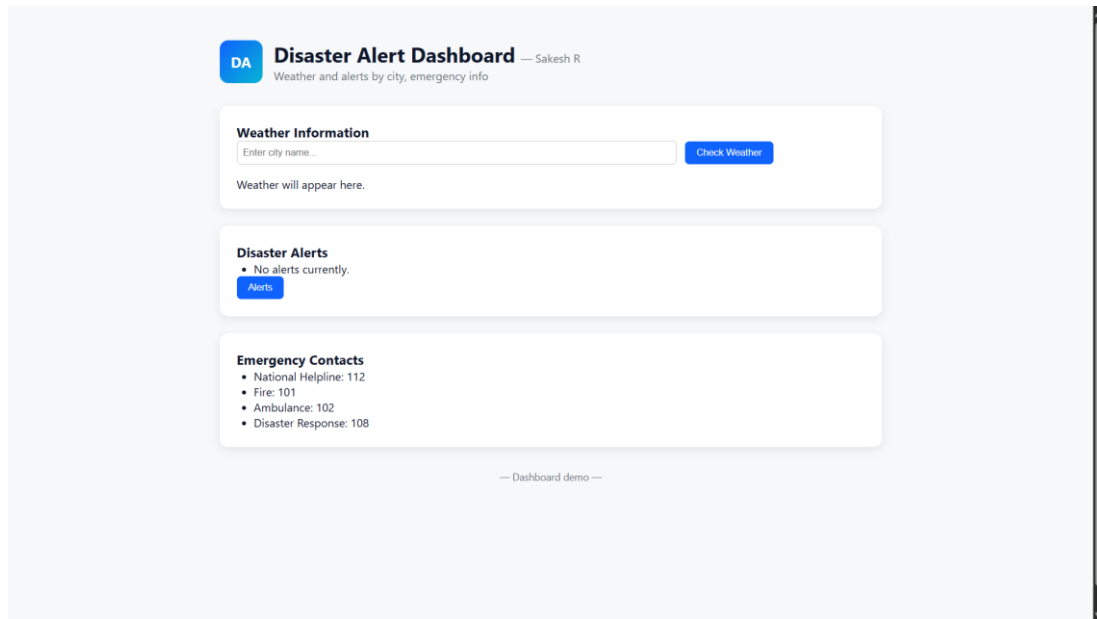 DA
Disaster Alert Dashboard — Sakesh R
Weather and alerts by city, emergency info
Weather Information
Enter city name...
Check Weather
Weather will appear here.
Disaster Alerts
• No alerts currently.
Alerts
Emergency Contacts
• National Helpline: 112
• Fire: 101
• Ambulance: 102
• Disaster Response: 108
— Dashboard demo —